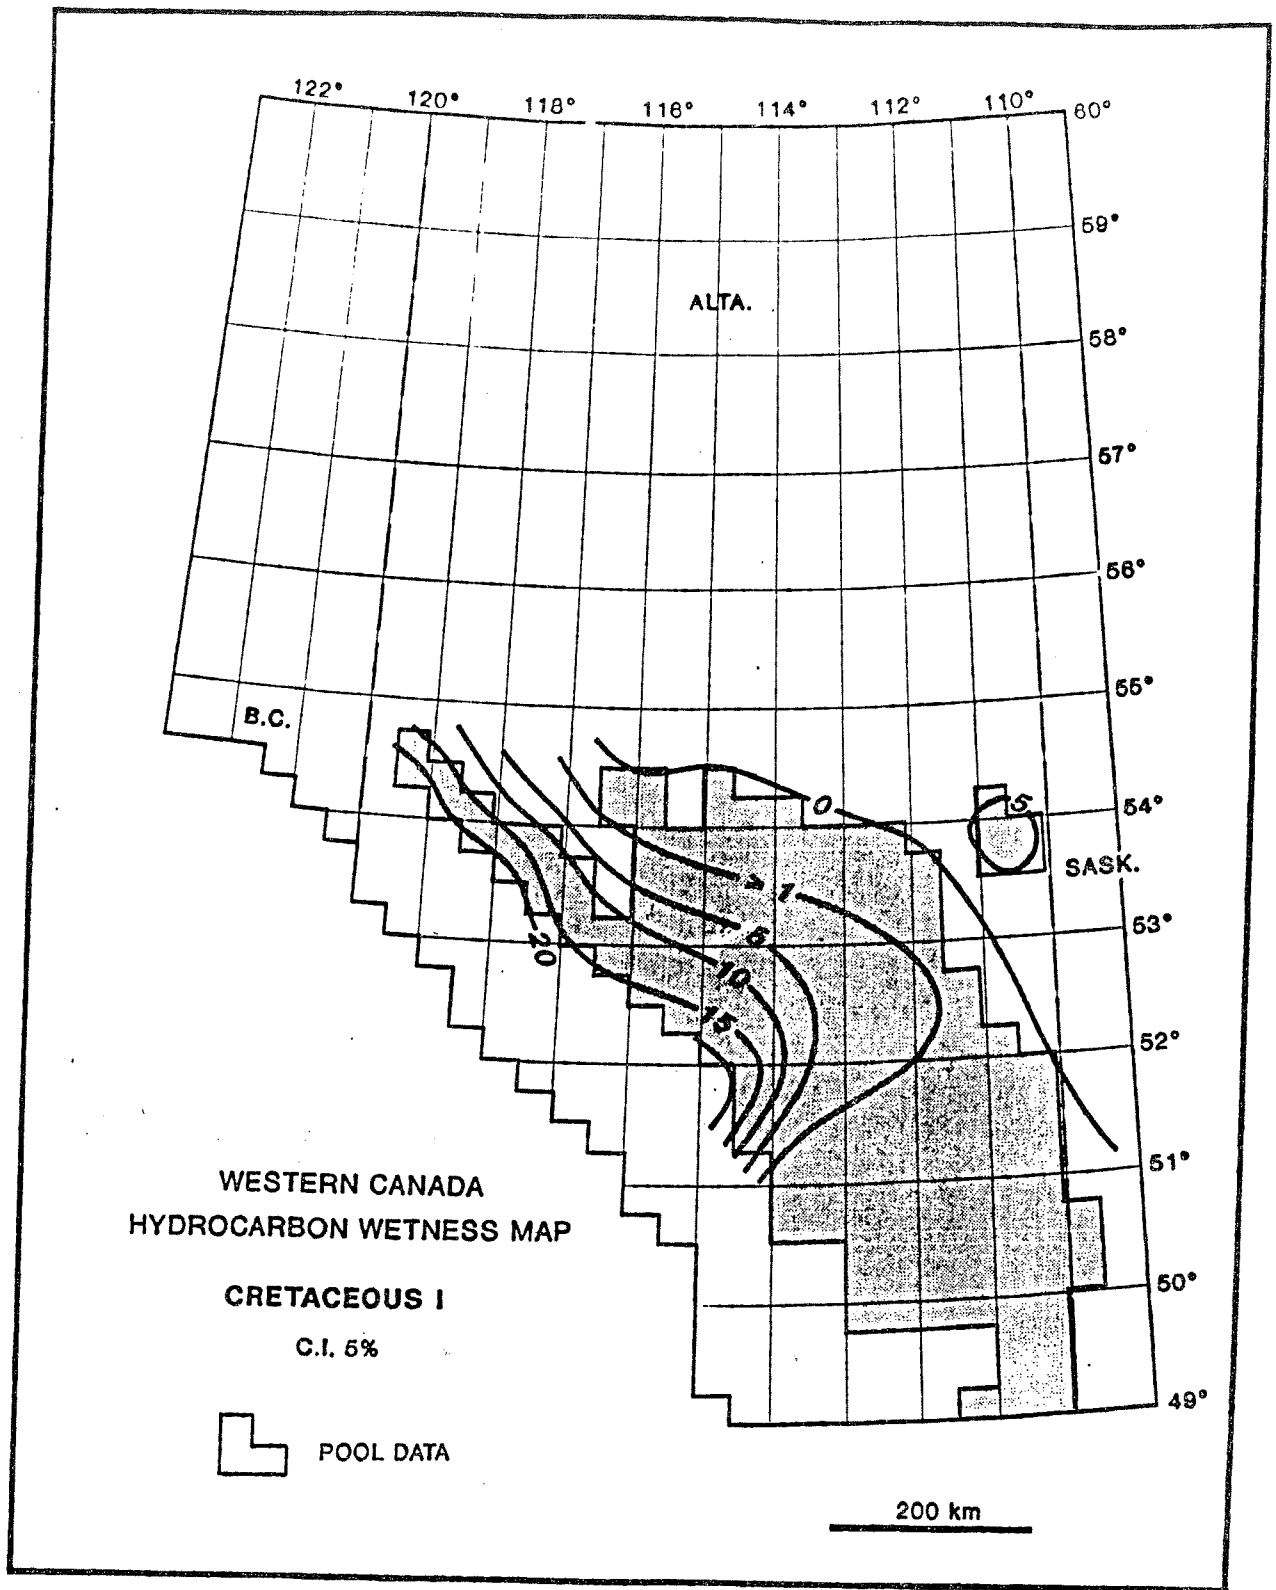 122° 120° 118° 116° 114° 112° 110° 60°
59°
ALTA.
58°
57°
56°
55°
B.C.
0
5
54°
SASK.
> 1
53°
5
20
10
15
52°
51°
WESTERN CANADA
HYDROCARBON WETNESS MAP
50°
CRETACEOUS I
C.I. 5%
49°
POOL DATA
200 km